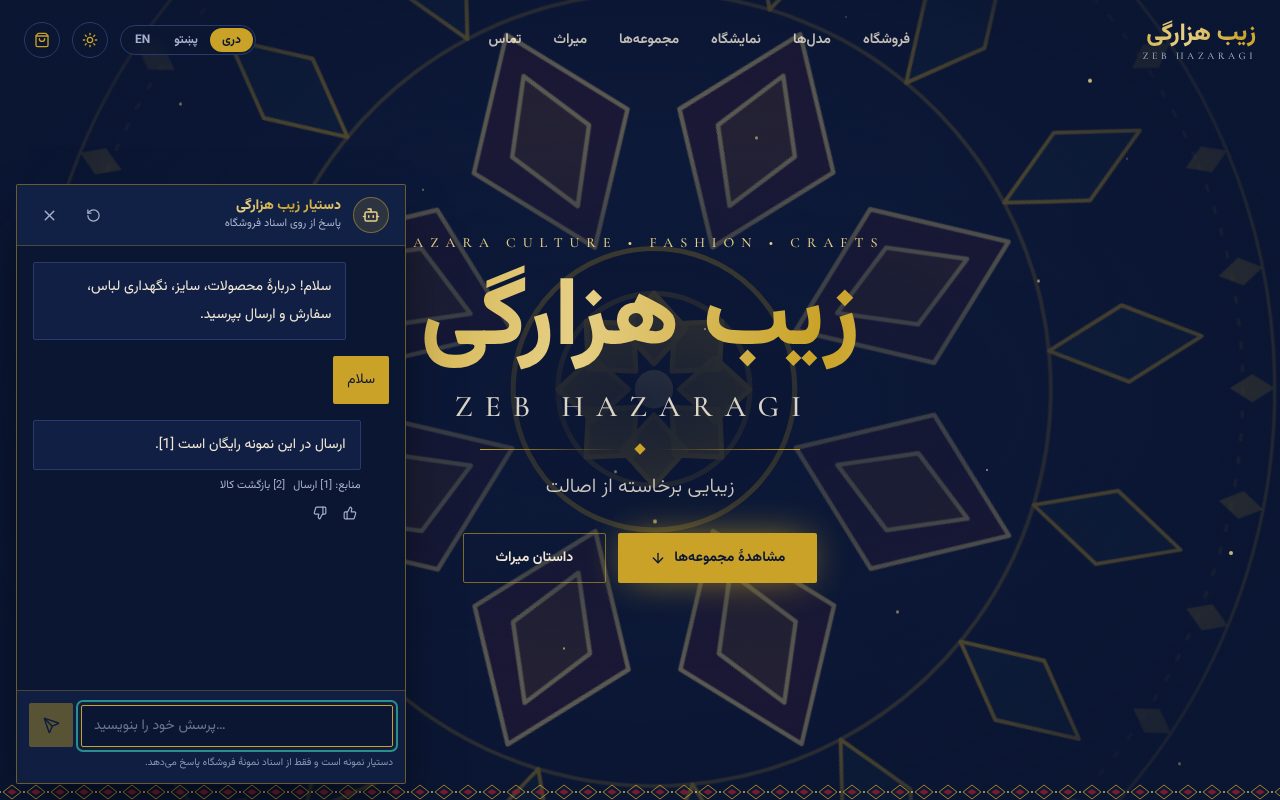 زیب هزارگی
ZEB HAZARAGI
فروشگاه
مدل‌ها
نمایشگاه
مجموعه‌ها
میراث
تماس
دری
پښتو
EN
دستیار زیب هزارگی
پاسخ از روی اسناد فروشگاه
سلام! دربارهٔ محصولات، سایز، نگهداری لباس،
سفارش و ارسال بپرسید.
سلام
ارسال در این نمونه رایگان است [1].
منابع: [1] ارسال [2] بازگشت کالا
پرسش خود را بنویسید...
دستیار نمونه است و فقط از اسناد نمونهٔ فروشگاه پاسخ می‌دهد.
AZARA CULTURE • FASHION • CRAFTS
زیب هزارگی
ZEB HAZARAGI
زیبایی برخاسته از اصالت
مشاهدهٔ مجموعه‌ها
داستان میراث